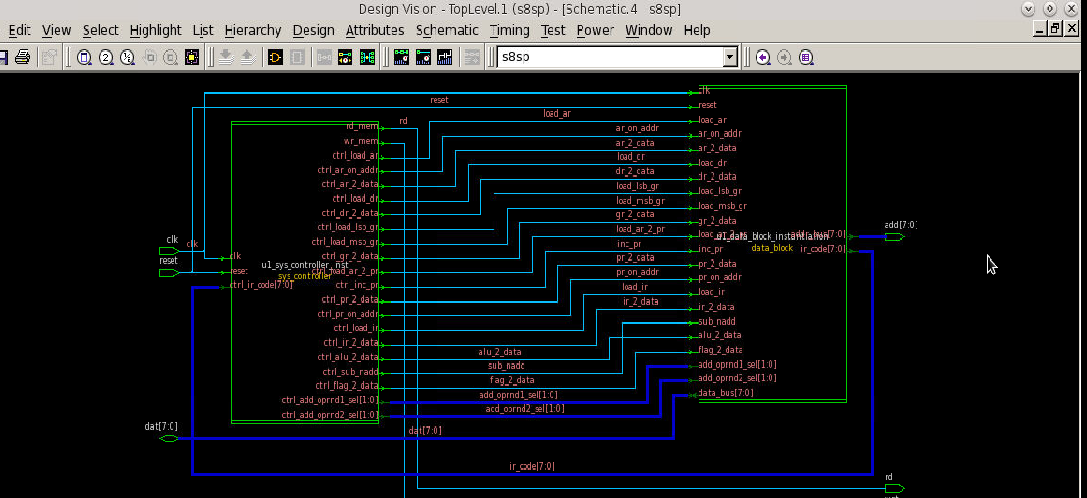 Design Vision - TopLevel.1 (s8sp) - [Schematic.4 s8sp]
Edit View Select Highlight List Hierarchy Design Attributes Schematic Timing Test Power Window Help
s8sp
clk
reset
reset
load_ar
load_ar
rd
rd_mem
ar_on_addr
ar_on_addr
wr_mem
ar_2_data
ar_2_data
ctrl_load_ar
load_dr
load_dr
ctrl_ar_on_addr
dr_2_data
dr_2_data
ctrl_ar_2_data
load_lsb_gr
load_lsb_gr
ctrl_load_dr
load_msb_gr
load_msb_gr
ctrl_dr_2_data
gr_2_data
gr_2_data
ctrl_load_lsb_gr
load_ar_2_pr
u1_data_block_instantiation
add[7:0]
ctrl_load_msb_gr
inc_pr
inc_pr
data_block
ir_code[7:0]
clk
clk
clk
ctrl_gr_2_data
pr_2_data
pr_2_data
reset
reset
ctrl_load_ar_2_pr
sys_controller
pr_on_addr
pr_on_addr
ctrl_ir_code[7:0]
ctrl_inc_pr
load_ir
load_ir
ctrl_pr_2_data
ir_2_data
ir_2_data
ctrl_pr_on_addr
sub_nadd
ctrl_load_ir
alu_2_data
ctrl_ir_2_data
alu_2_data
flag_2_data
ctrl_alu_2_data
sub_nadd
add_oprnd1_sel[1:0]
ctrl_sub_nadd
flag_2_data
add_oprnd2_sel[1:0]
ctrl_flag_2_data
add_oprnd1_sel[1:0]
data_bus[7:0]
ctrl_add_oprnd1_sel[1:0]
add_oprnd2_sel[1:0]
ctrl_add_oprnd2_sel[1:0]
dat[7:0]
dat[7:0]
ir_code[7:0]
rd